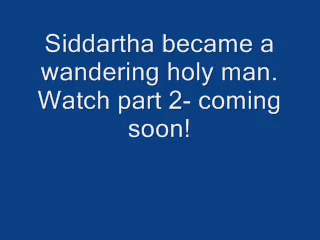 Siddartha became a
wandering holy man.
Watch part 2- coming
soon!